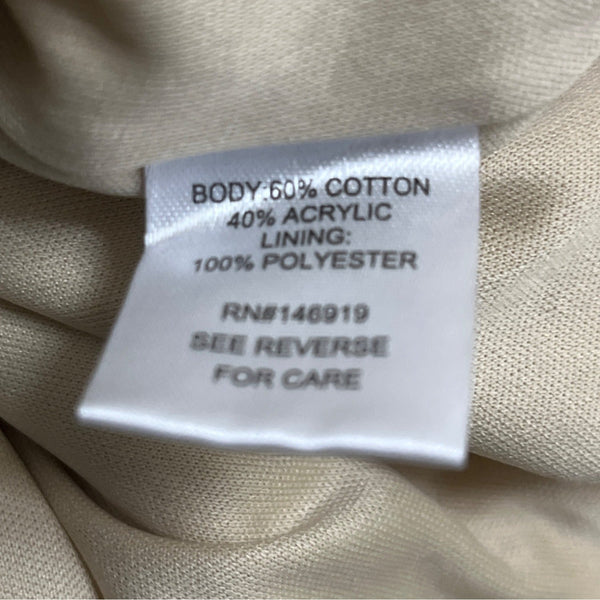 BODY:60% COTTON
40% ACRYLIC
LINING:
100% POLYESTER
RN#146919
SEE REVERSE
FOR CARE